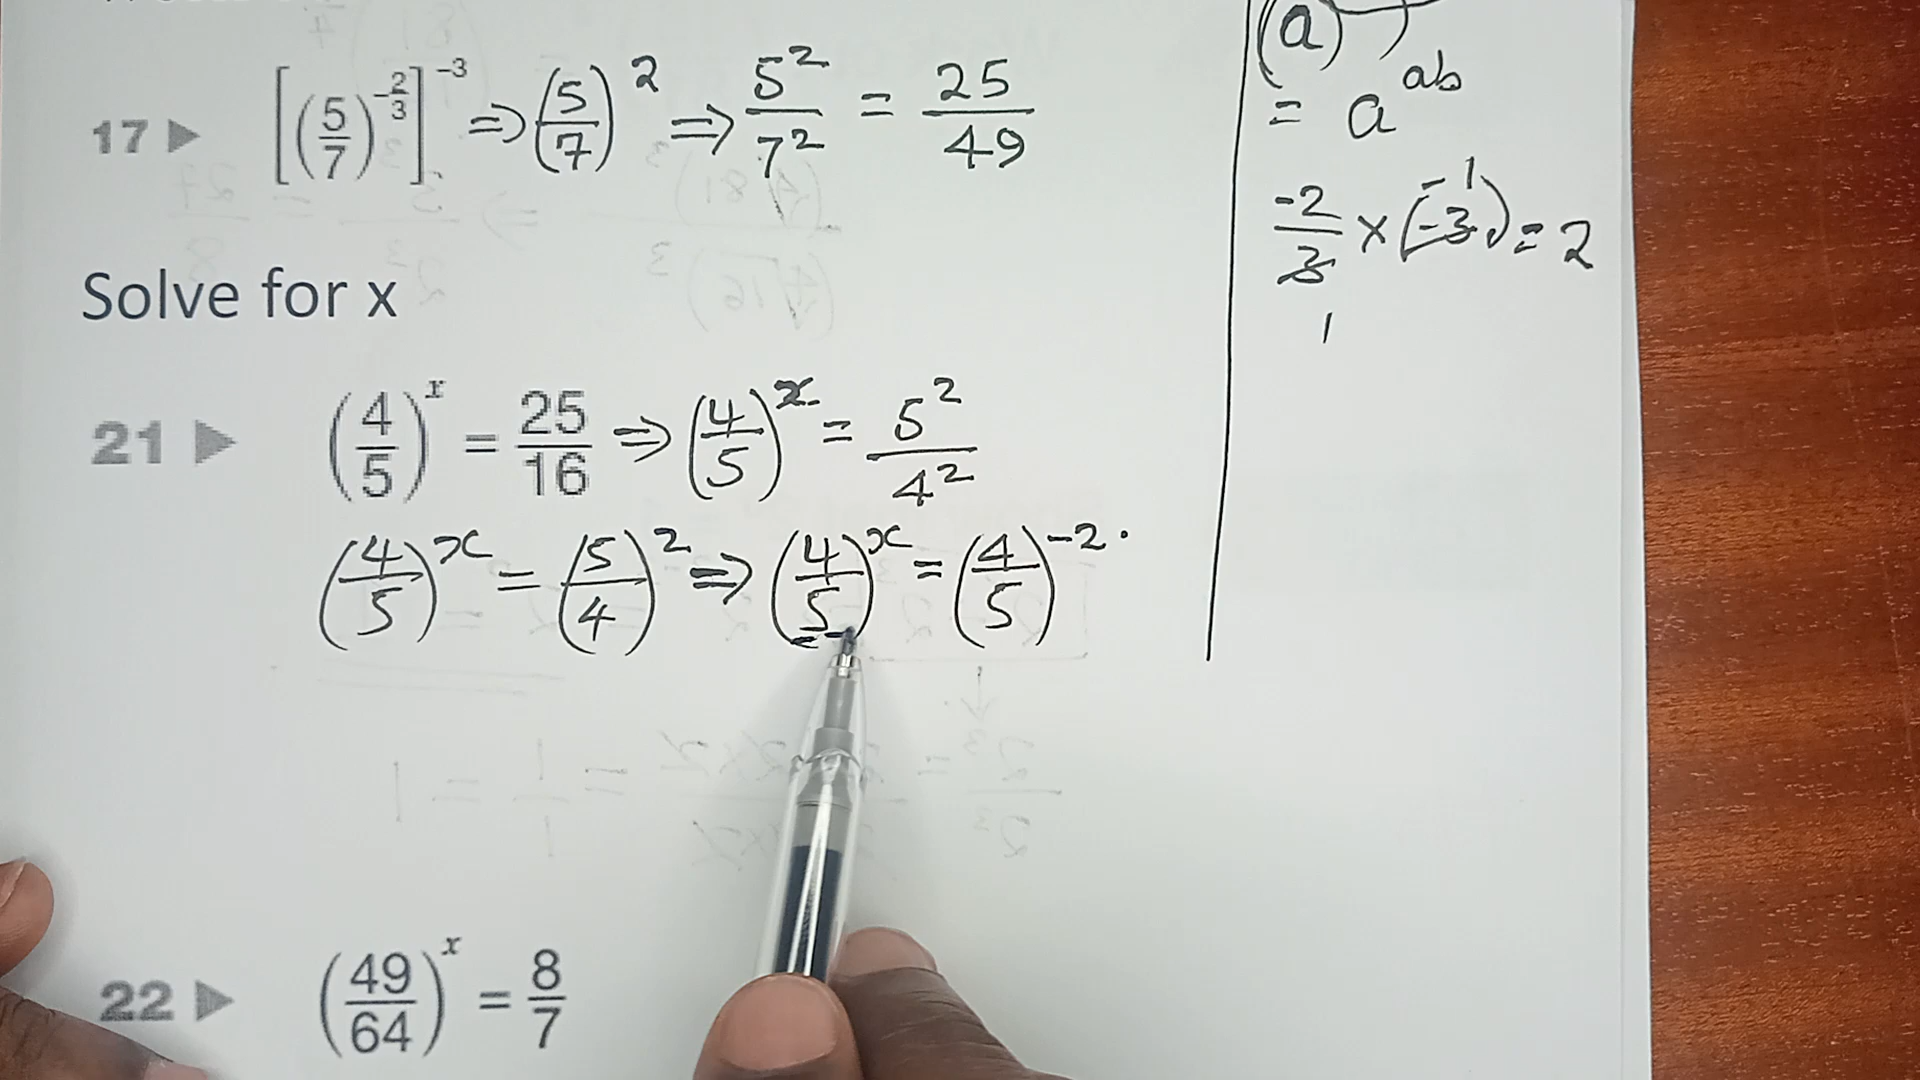 17 ▶ [(5/7)^(-2/3)]^-3 ⇒ (5/7)^2 ⇒ 5^2/7^2 = 25/49
Solve for x
21 ▶ (4/5)^x = 25/16 ⇒ (4/5)^x = 5^2/4^2
(4/5)^x = (5/4)^2 ⇒ (4/5)^x = (4/5)^-2.
22 ▶ (49/64)^x = 8/7
(a) )
= a^ab
-2/3 × (-3) = 2
-1
1